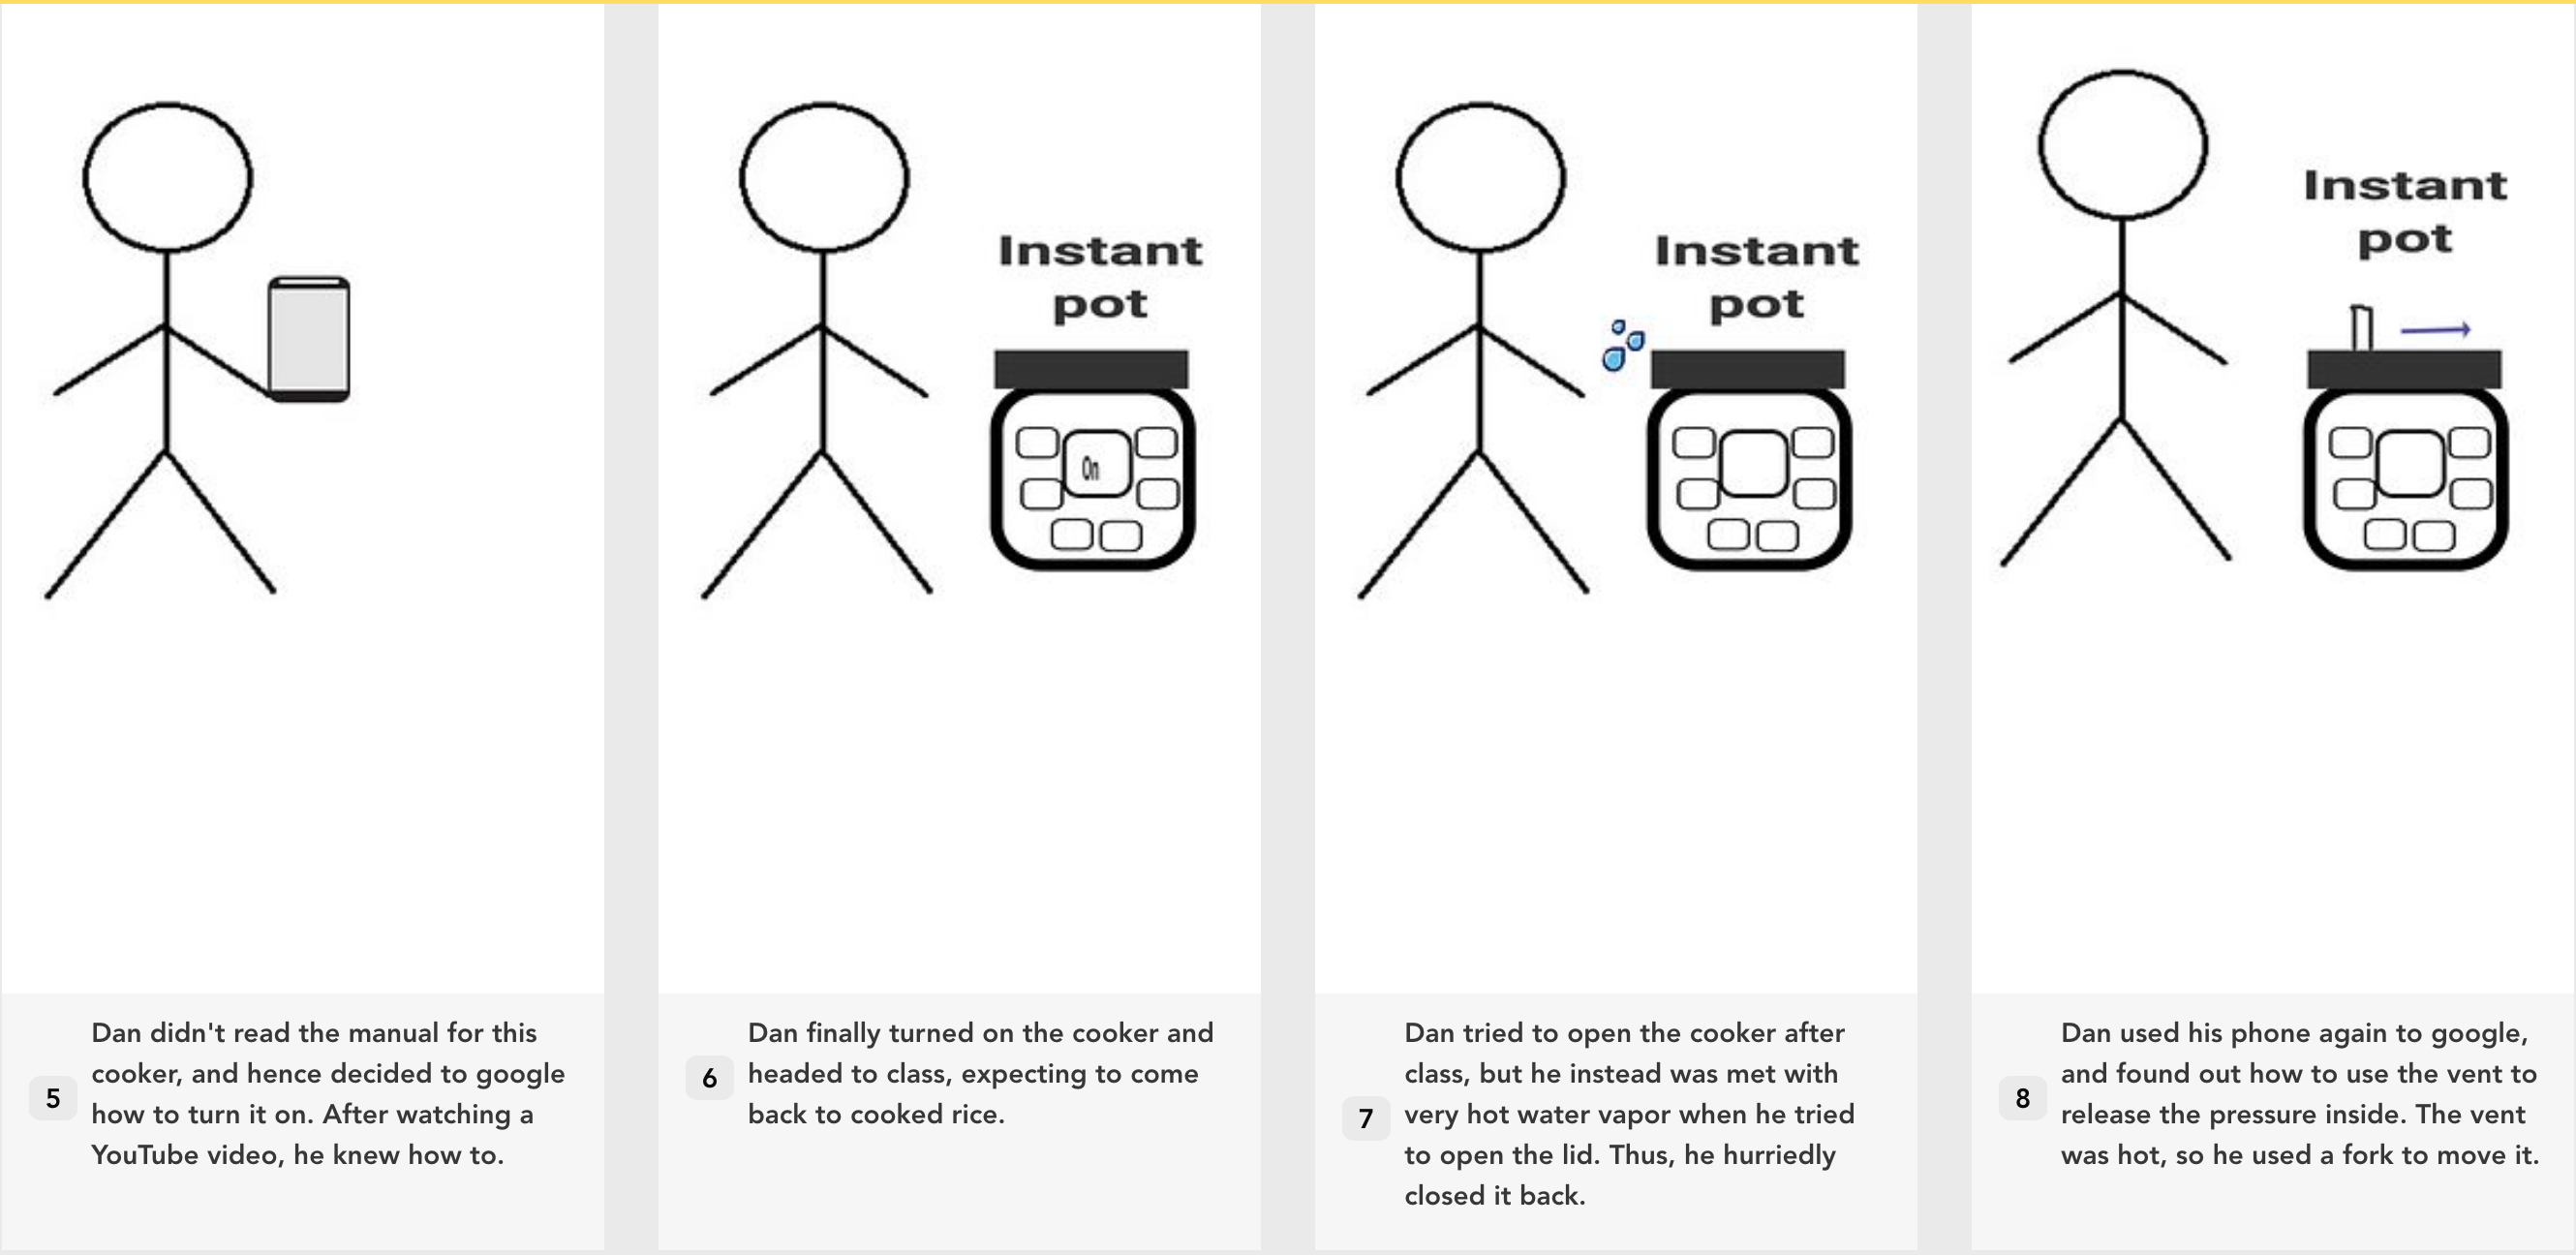 Instant
pot
On
Instant
pot
Instant
pot
5
Dan didn't read the manual for this
cooker, and hence decided to google
how to turn it on. After watching a
YouTube video, he knew how to.
6
Dan finally turned on the cooker and
headed to class, expecting to come
back to cooked rice.
7
Dan tried to open the cooker after
class, but he instead was met with
very hot water vapor when he tried
to open the lid. Thus, he hurriedly
closed it back.
8
Dan used his phone again to google,
and found out how to use the vent to
release the pressure inside. The vent
was hot, so he used a fork to move it.